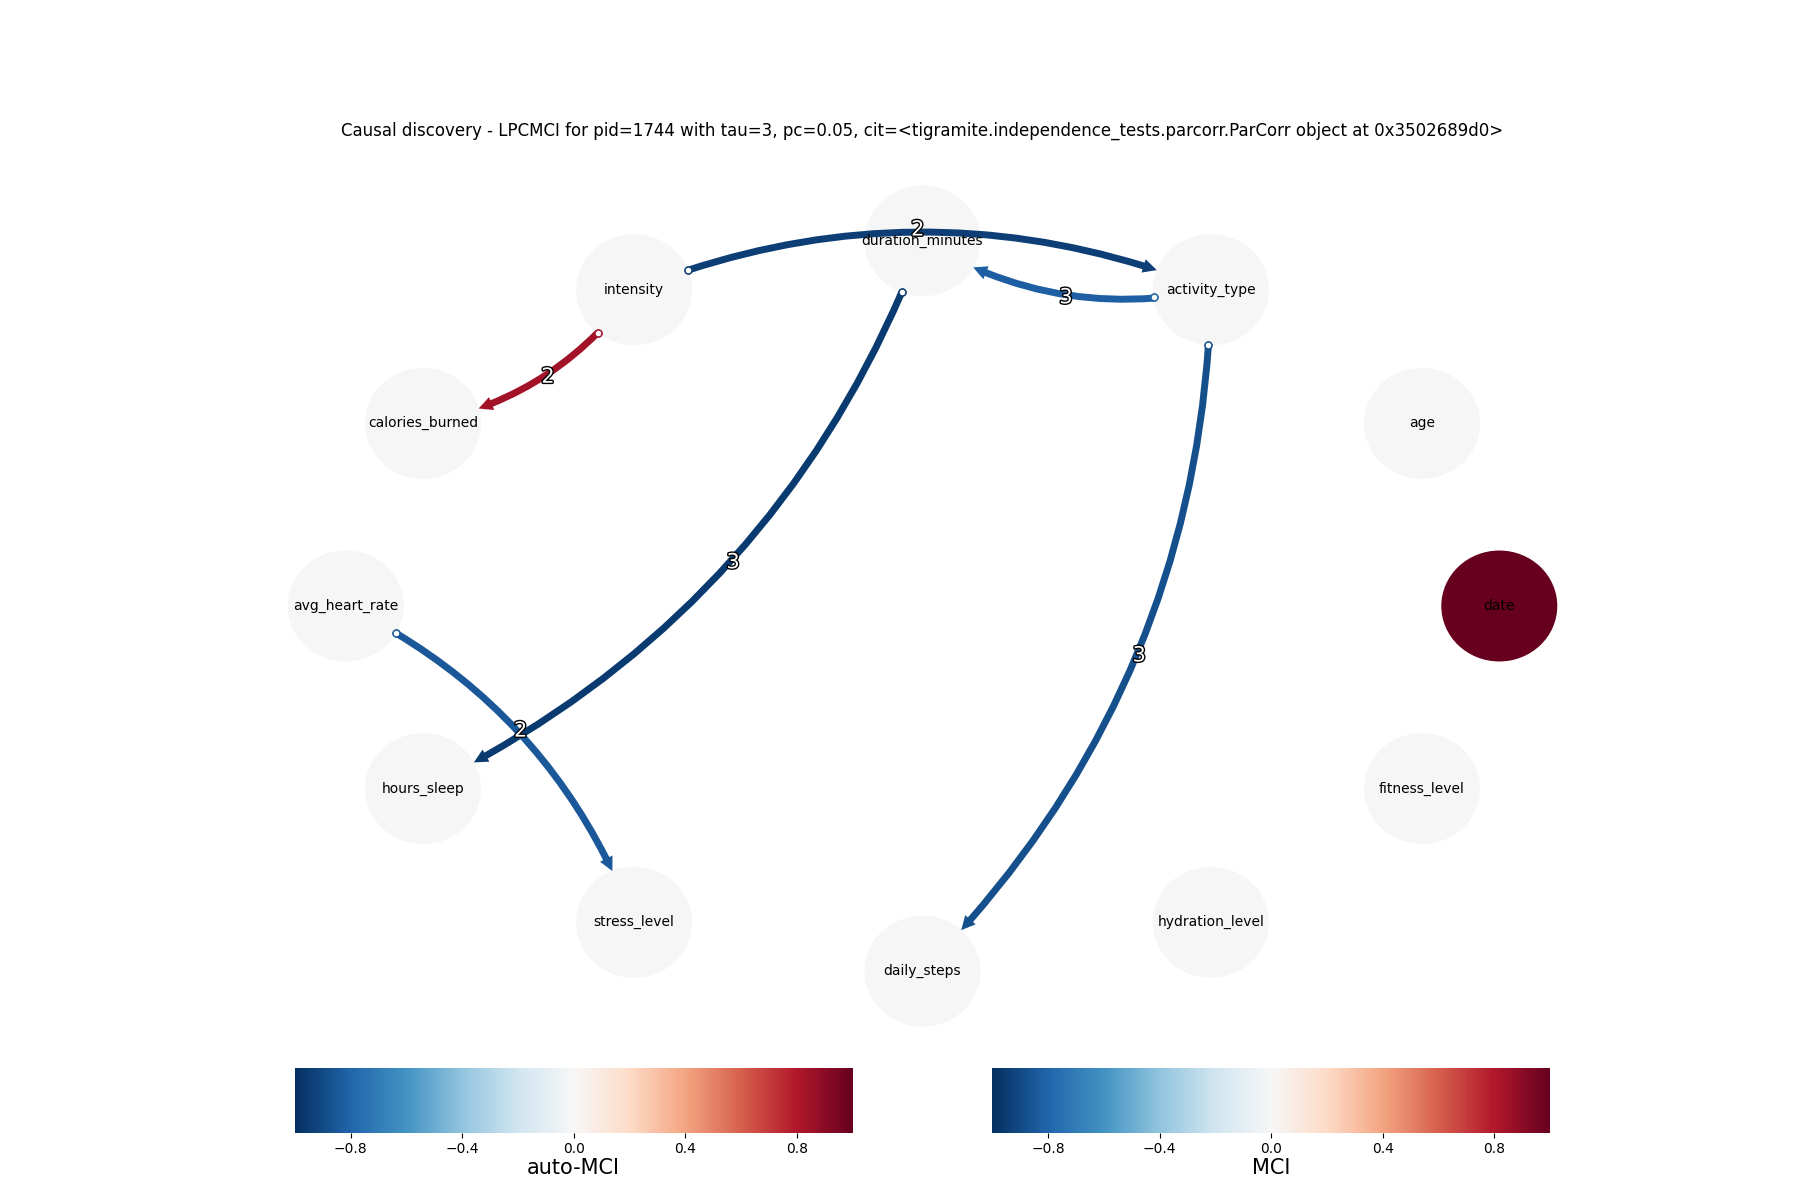 Causal discovery - LPCMCI for pid=1744 with tau=3, pc=0.05, cit=<tigramite.independence_tests.parcorr.ParCorr object at 0x3502689d0>
2
duration_minutes
intensity
activity_type
3
2
calories_burned
age
3
avg_heart_rate
date
3
2
hours_sleep
fitness_level
stress_level
hydration_level
daily_steps
−0.8 −0.4 0.0 0.4 0.8
auto-MCI
−0.8 −0.4 0.0 0.4 0.8
MCI